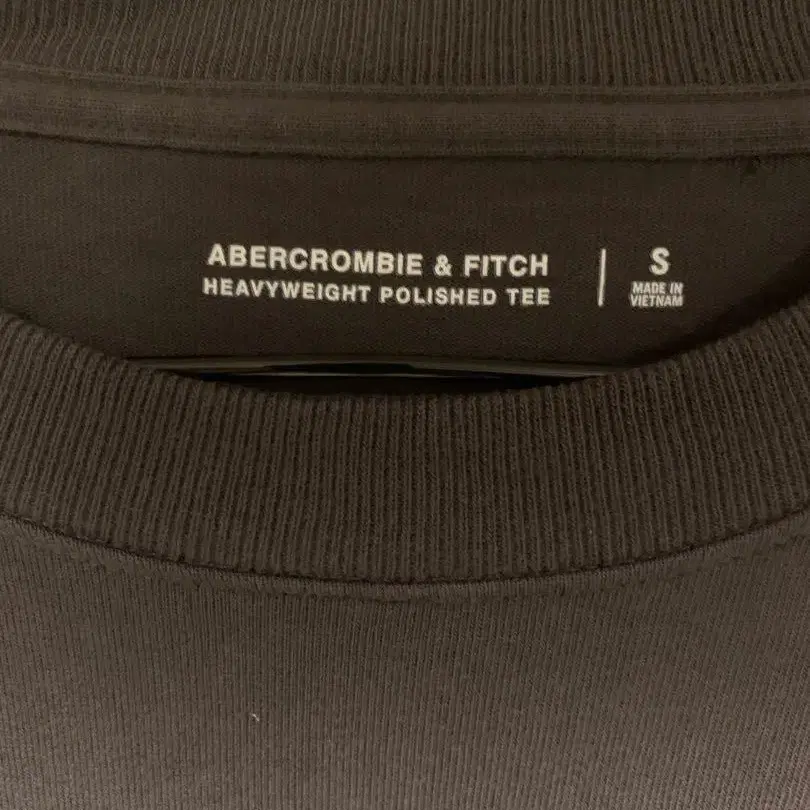 ABERCROMBIE & FITCH
HEAVYWEIGHT POLISHED TEE
S
MADE IN
VIETNAM